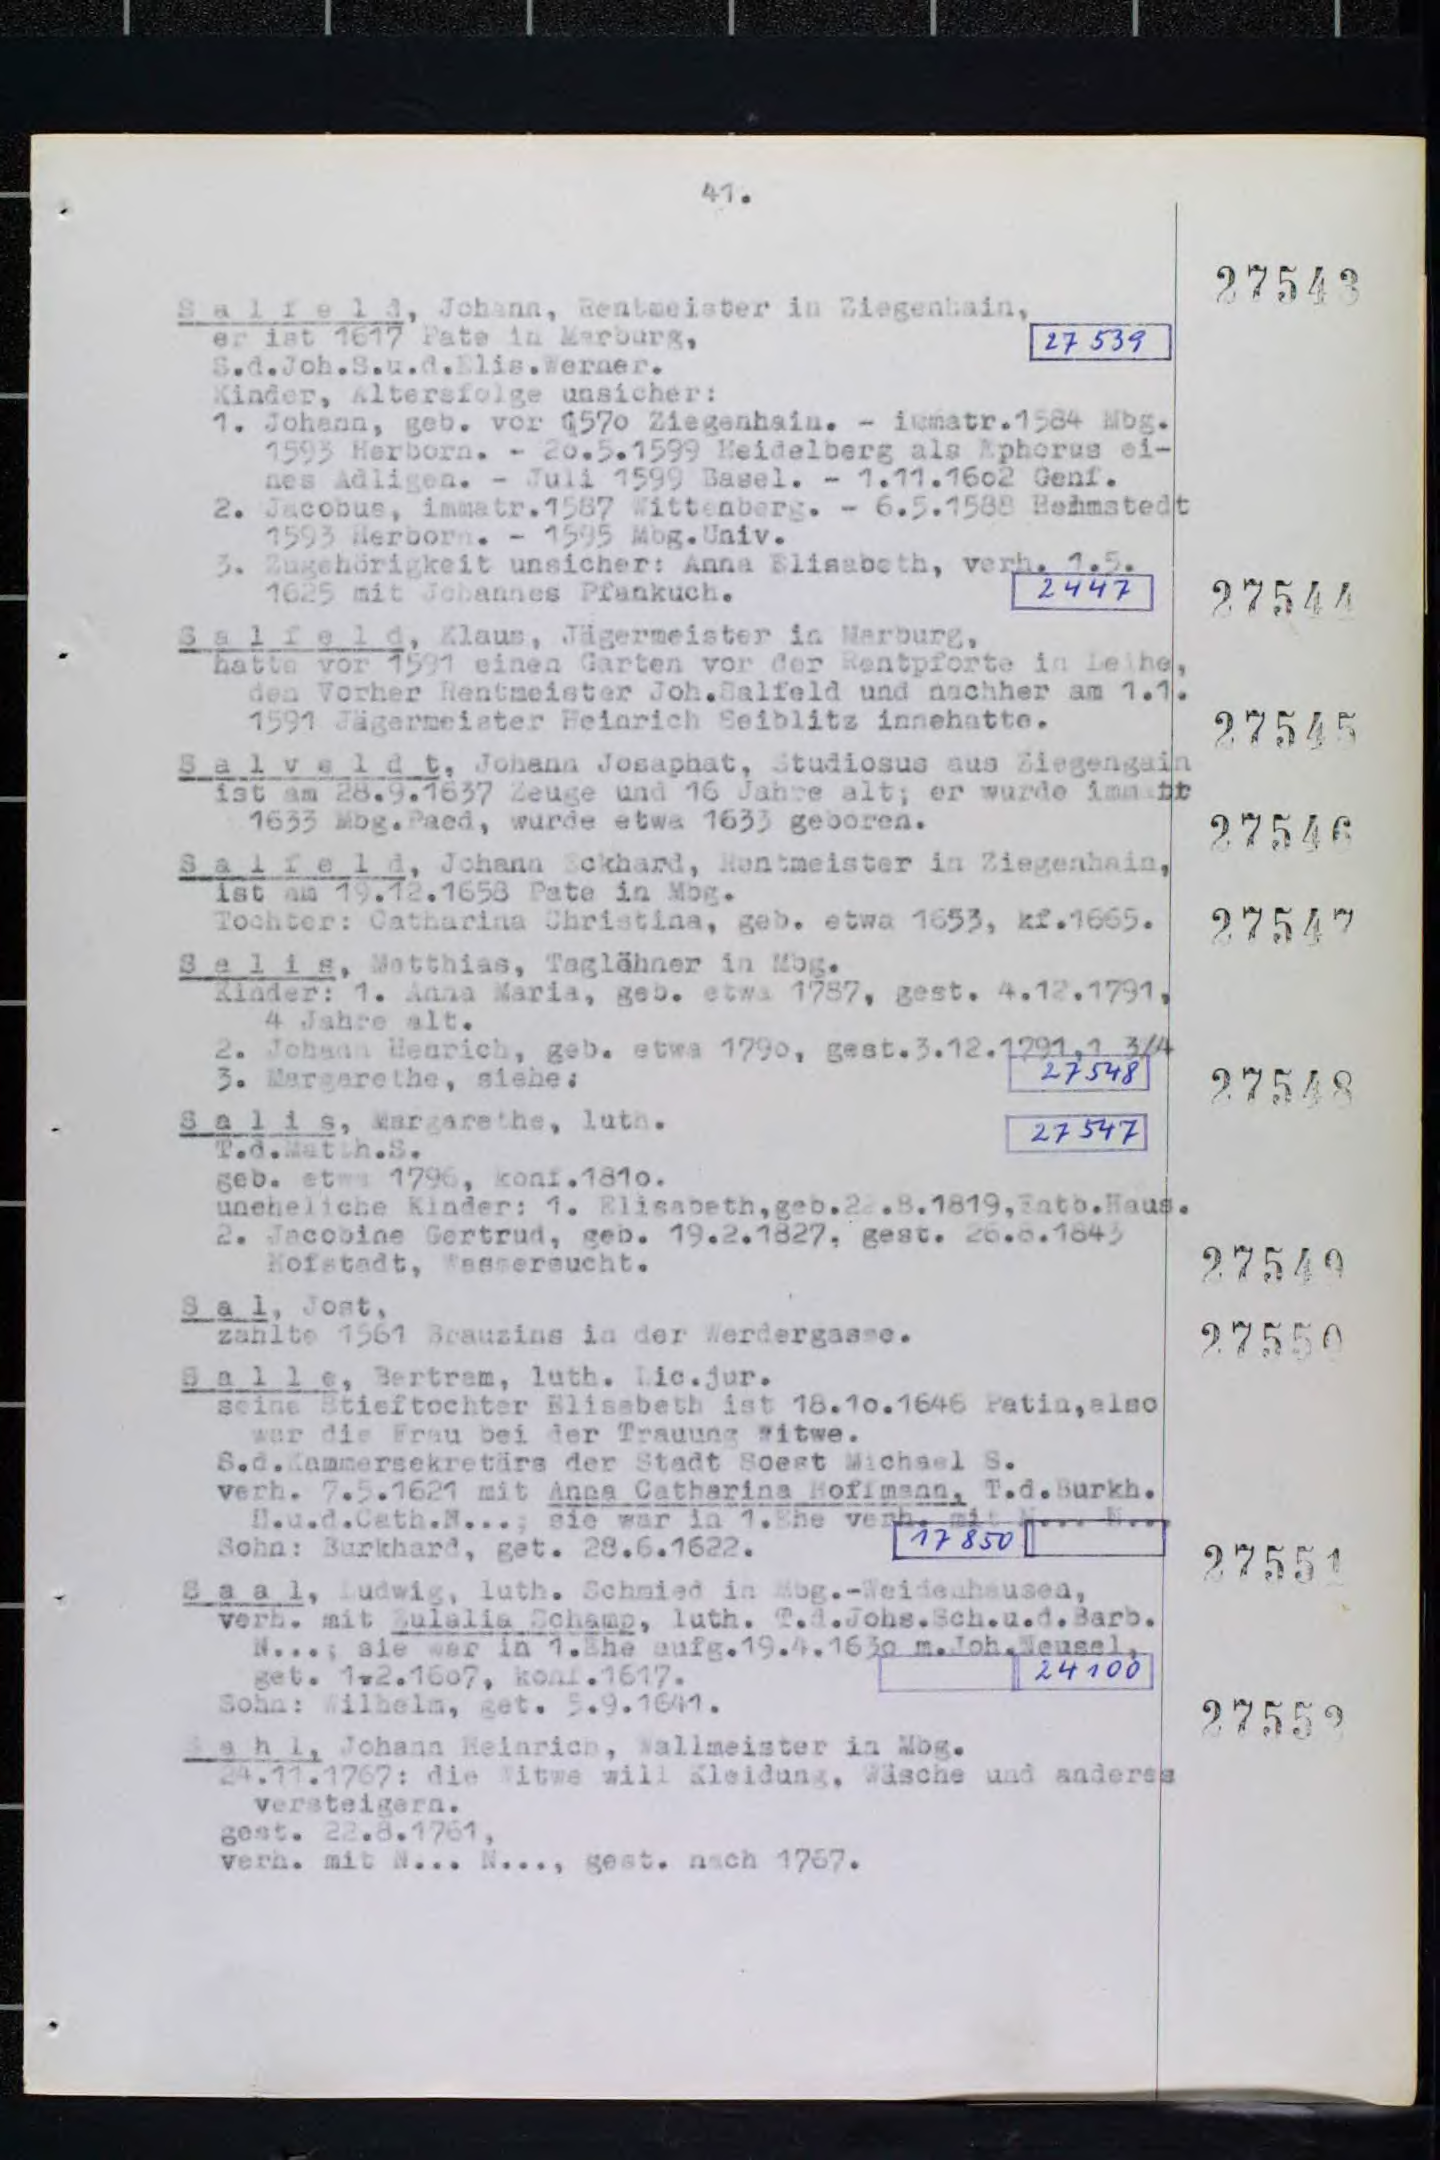 41.
27543
S a l f e l d, Johann, Rentmeister in Ziegenhain,
er ist 1617 Pate in Marburg,
27 539
S.d.Joh.S.u.d.Elis.Werner.
Kinder, Altersfolge unsicher:
1. Johann, geb. vor 1570 Ziegenhain. - immatr.1584 Mbg.
1593 Herborn. - 20.5.1599 Heidelberg als Ephorus ei-
nes Adligen. - Juli 1599 Basel. - 1.11.1602 Genf.
2. Jacobus, immatr.1587 Wittenberg. - 6.5.1588 Helmstedt
1593 Herborn. - 1595 Mbg.Univ.
3. Zugehörigkeit unsicher: Anna Elisabeth, verh. 1.5.
1625 mit Johannes Pfankuch.
2447
27544
S a l f e l d, Klaus, Jägermeister in Marburg,
hatte vor 1591 einen Garten vor der Rentpforte in Leihe,
den Vorher Rentmeister Joh.Salfeld und nachher am 1.1.
1591 Jägermeister Heinrich Seiblitz innehatte.
27545
S a l v e l d t, Johann Josaphat, Studiosus aus Ziegengain
ist am 28.9.1637 Zeuge und 16 Jahre alt; er wurde immatr
1633 Mbg.Paed, wurde etwa 1633 geboren.
27546
S a l f e l d, Johann Eckhard, Rentmeister in Ziegenhain,
ist am 19.12.1658 Pate in Mbg.
Tochter: Catharina Christina, geb. etwa 1653, kf.1665.
27547
S a l i s, Matthias, Taglöhner in Mbg.
Kinder: 1. Anna Maria, geb. etwa 1787, gest. 4.12.1791,
4 Jahre alt.
2. Johann Henrich, geb. etwa 1790, gest.3.12.1791,1 3/4
3. Margarethe, siehe:
27548
27548
S a l i s, Margarethe, luth.
27547
T.d.Matth.S.
geb. etwa 1796, konf.1810.
uneheliche Kinder: 1. Elisabeth,geb.22.8.1819,Entb.Haus.
2. Jacobine Gertrud, geb. 19.2.1827, gest. 26.8.1843
Hofstadt, Wassersucht.
27549
S a l, Jost,
zahlte 1561 Brauzins in der Werdergasse.
27550
S a l l e, Bertram, luth. Lic.jur.
seine Stieftochter Elisabeth ist 18.10.1646 Patin,also
war die Frau bei der Trauung Witwe.
S.d.Kammersekretärs der Stadt Soest Michael S.
verh. 7.5.1621 mit Anna Catharina Hoffmann, T.d.Burkh.
H.u.d.Cath.N...; sie war in 1.Ehe verh. mit N... N...
17850
Sohn: Burkhard, get. 28.6.1622.
27551
S a a l, Ludwig, luth. Schmied in Mbg.-Weidenhausen,
verh. mit Eulalia Schamp, luth. T.d.Johs.Sch.u.d.Barb.
N...; sie war in 1.Ehe aufg.19.4.1630 m.Joh.Neusel,
get. 1.2.1607, konf.1617.
24100
Sohn: Wilhelm, get. 5.9.1641.
27552
S a h l, Johann Heinrich, Wallmeister in Mbg.
24.11.1767: die Witwe will Kleidung, Wäsche und anderes
versteigern.
gest. 22.8.1761,
verh. mit N... N..., gest. nach 1767.